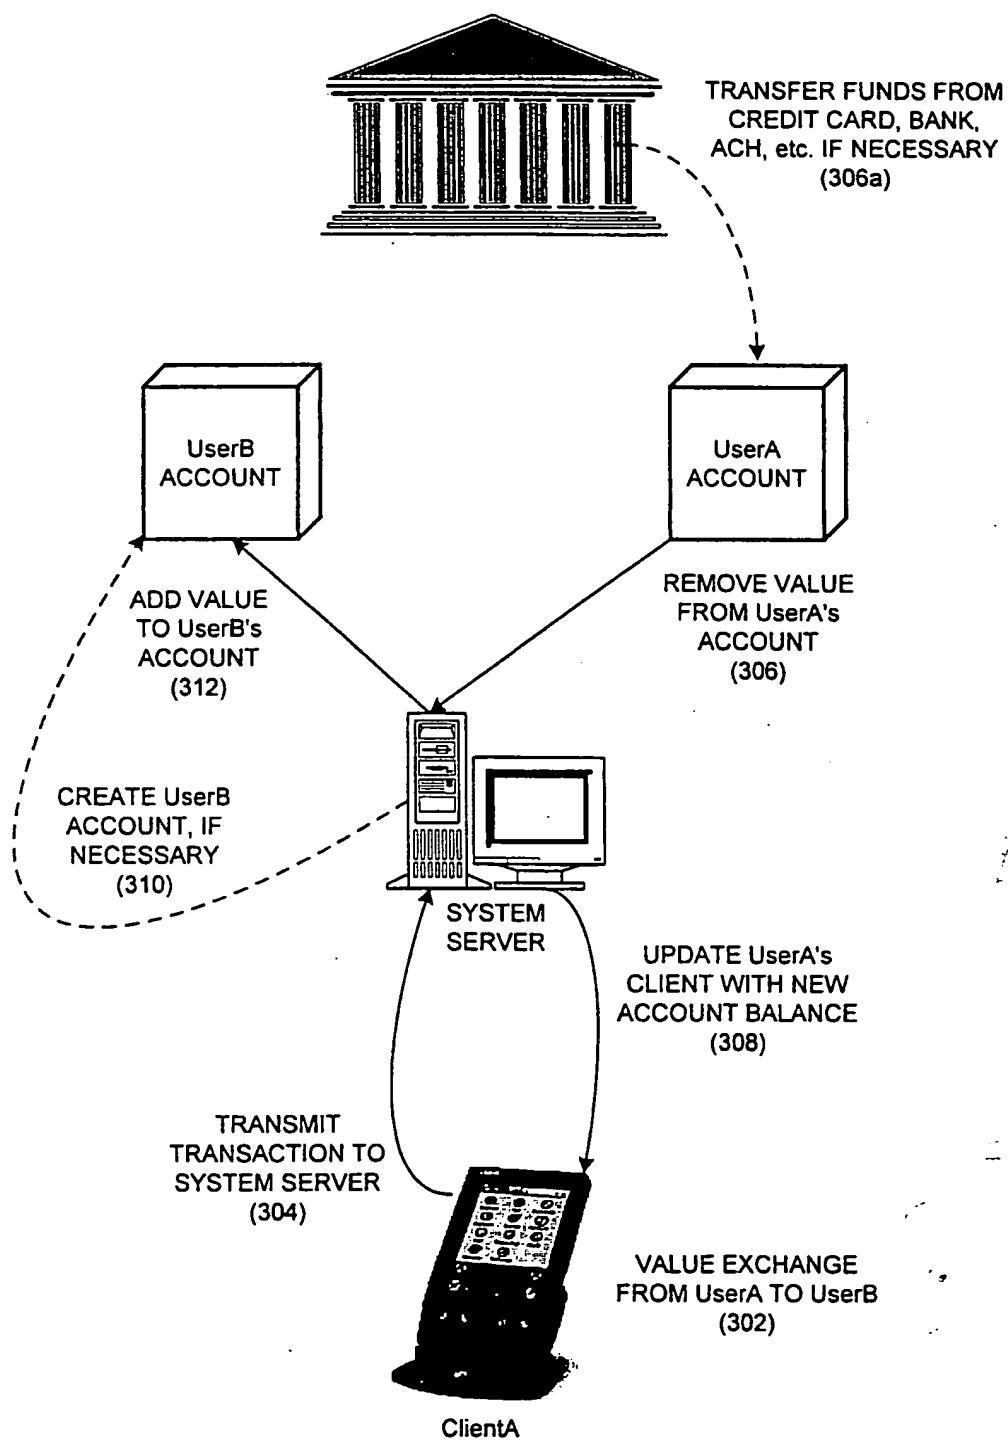 TRANSFER FUNDS FROM
CREDIT CARD, BANK,
ACH, etc. IF NECESSARY
(306a)
UserB
ACCOUNT
UserA
ACCOUNT
ADD VALUE
TO UserB's
ACCOUNT
(312)
REMOVE VALUE
FROM UserA's
ACCOUNT
(306)
CREATE UserB
ACCOUNT, IF
NECESSARY
(310)
SYSTEM
SERVER
UPDATE UserA's
CLIENT WITH NEW
ACCOUNT BALANCE
(308)
TRANSMIT
TRANSACTION TO
SYSTEM SERVER
(304)
VALUE EXCHANGE
FROM UserA TO UserB
(302)
ClientA